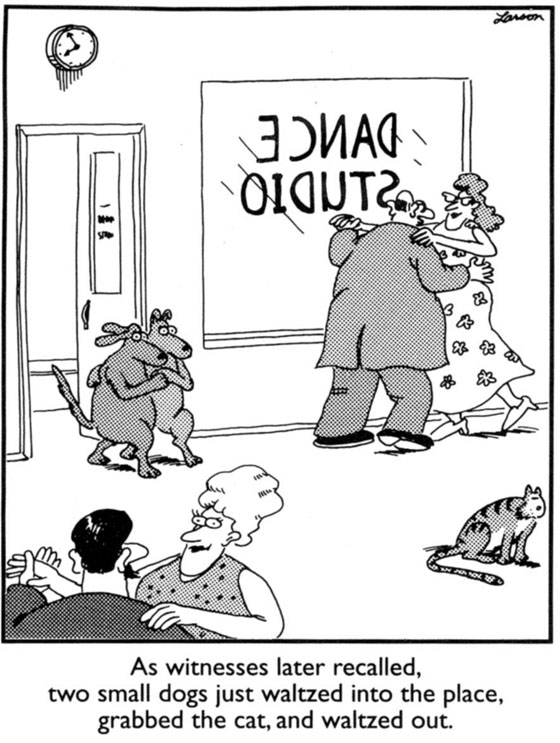 Larson
DANCE
STUDIO
As witnesses later recalled,
two small dogs just waltzed into the place,
grabbed the cat, and waltzed out.